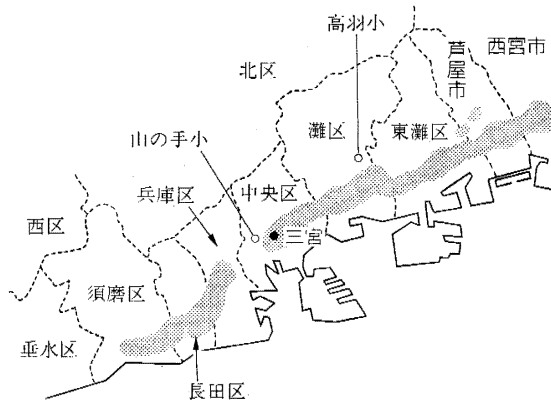 高羽小
西宮市
芦屋市
北区
灘区
東灘区
山の手小
中央区
兵庫区
三宮
西区
須磨区
垂水区
長田区